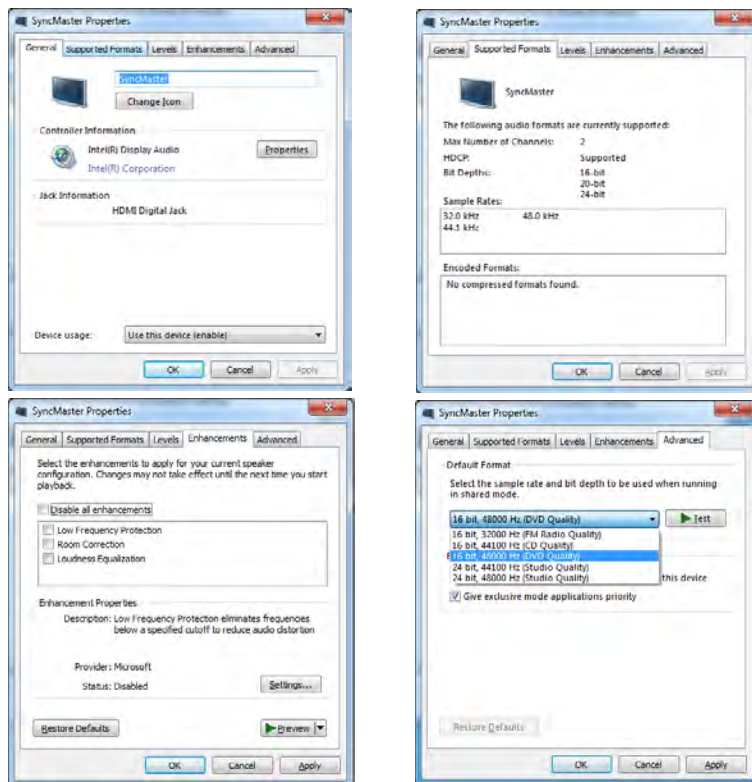 SyncMaster Properties
General Supported Formats Levels Enhancements Advanced
SyncMaster
Change Icon
Controller Information
Intel(R) Display Audio
Properties
Intel(R) Corporation
Jack Information
HDMI Digital Jack
Device usage: Use this device (enable)
OK Cancel Apply
SyncMaster Properties
General Supported Formats Levels Enhancements Advanced
SyncMaster
The following audio formats are currently supported:
Max Number of Channels: 2
HDCP: Supported
Bit Depths: 16-bit
20-bit
24-bit
Sample Rates:
32.0 kHz 48.0 kHz
44.1 kHz
Encoded Formats:
No compressed formats found.
OK Cancel Apply
SyncMaster Properties
General Supported Formats Levels Enhancements Advanced
Select the enhancements to apply for your current speaker
configuration. Changes may not take effect until the next time you start
playback.
Disable all enhancements
Low Frequency Protection
Room Correction
Loudness Equalization
Enhancement Properties
Description: Low Frequency Protection eliminates frequencies
below a specified cutoff to reduce audio distortion
Provider: Microsoft
Status: Disabled
Settings...
Restore Defaults
Preview
OK Cancel Apply
SyncMaster Properties
General Supported Formats Levels Enhancements Advanced
Default Format
Select the sample rate and bit depth to be used when running
in shared mode.
16 bit, 48000 Hz (DVD Quality)
Test
16 bit, 32000 Hz (FM Radio Quality)
16 bit, 44100 Hz (CD Quality)
16 bit, 48000 Hz (DVD Quality)
24 bit, 44100 Hz (Studio Quality)
24 bit, 48000 Hz (Studio Quality)
this device
Give exclusive mode applications priority
Restore Defaults
OK Cancel Apply